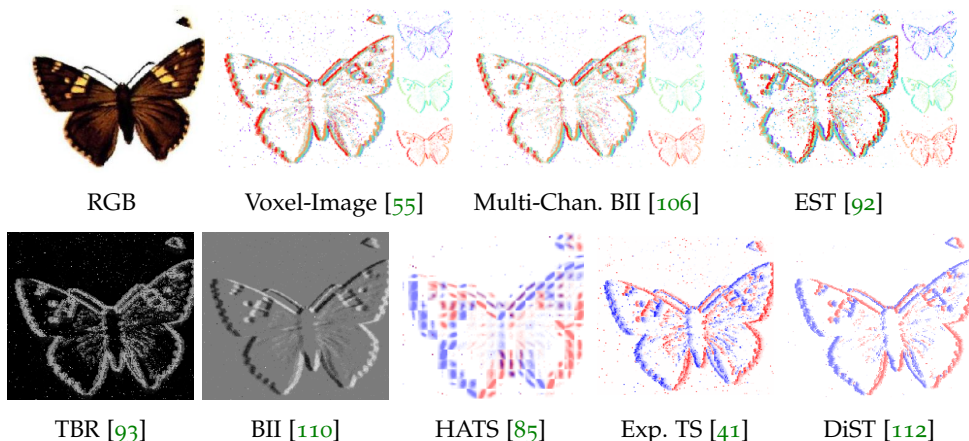 RGB
Voxel-Image [55]
Multi-Chan. BII [106]
EST [92]
TBR [93]
BII [110]
HATS [85]
Exp. TS [41]
DiST [112]